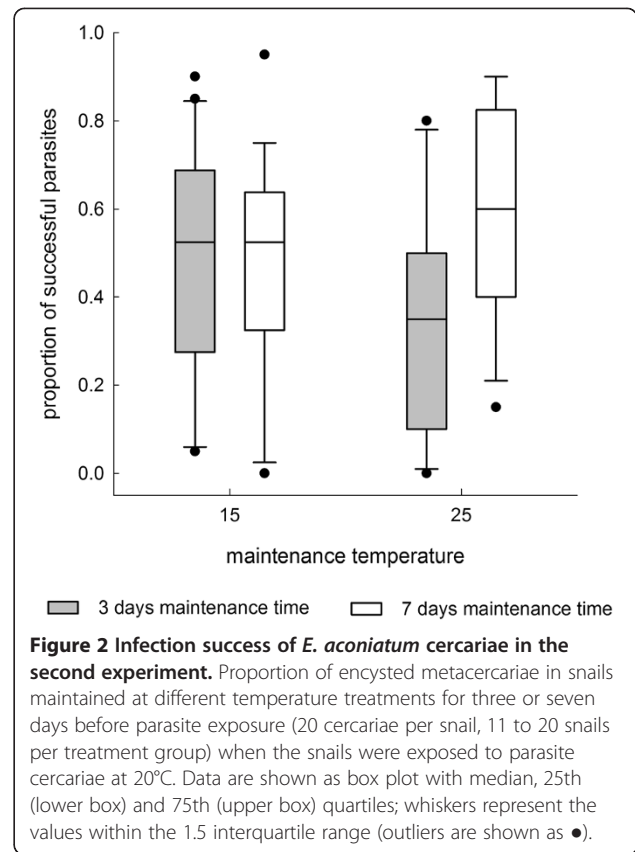 1.0
0.8
0.6
0.4
0.2
0.0
proportion of successful parasites
15 25
maintenance temperature
3 days maintenance time 7 days maintenance time
Figure 2 Infection success of E. aconiatum cercariae in the
second experiment. Proportion of encysted metacercariae in snails
maintained at different temperature treatments for three or seven
days before parasite exposure (20 cercariae per snail, 11 to 20 snails
per treatment group) when the snails were exposed to parasite
cercariae at 20°C. Data are shown as box plot with median, 25th
(lower box) and 75th (upper box) quartiles; whiskers represent the
values within the 1.5 interquartile range (outliers are shown as ●).